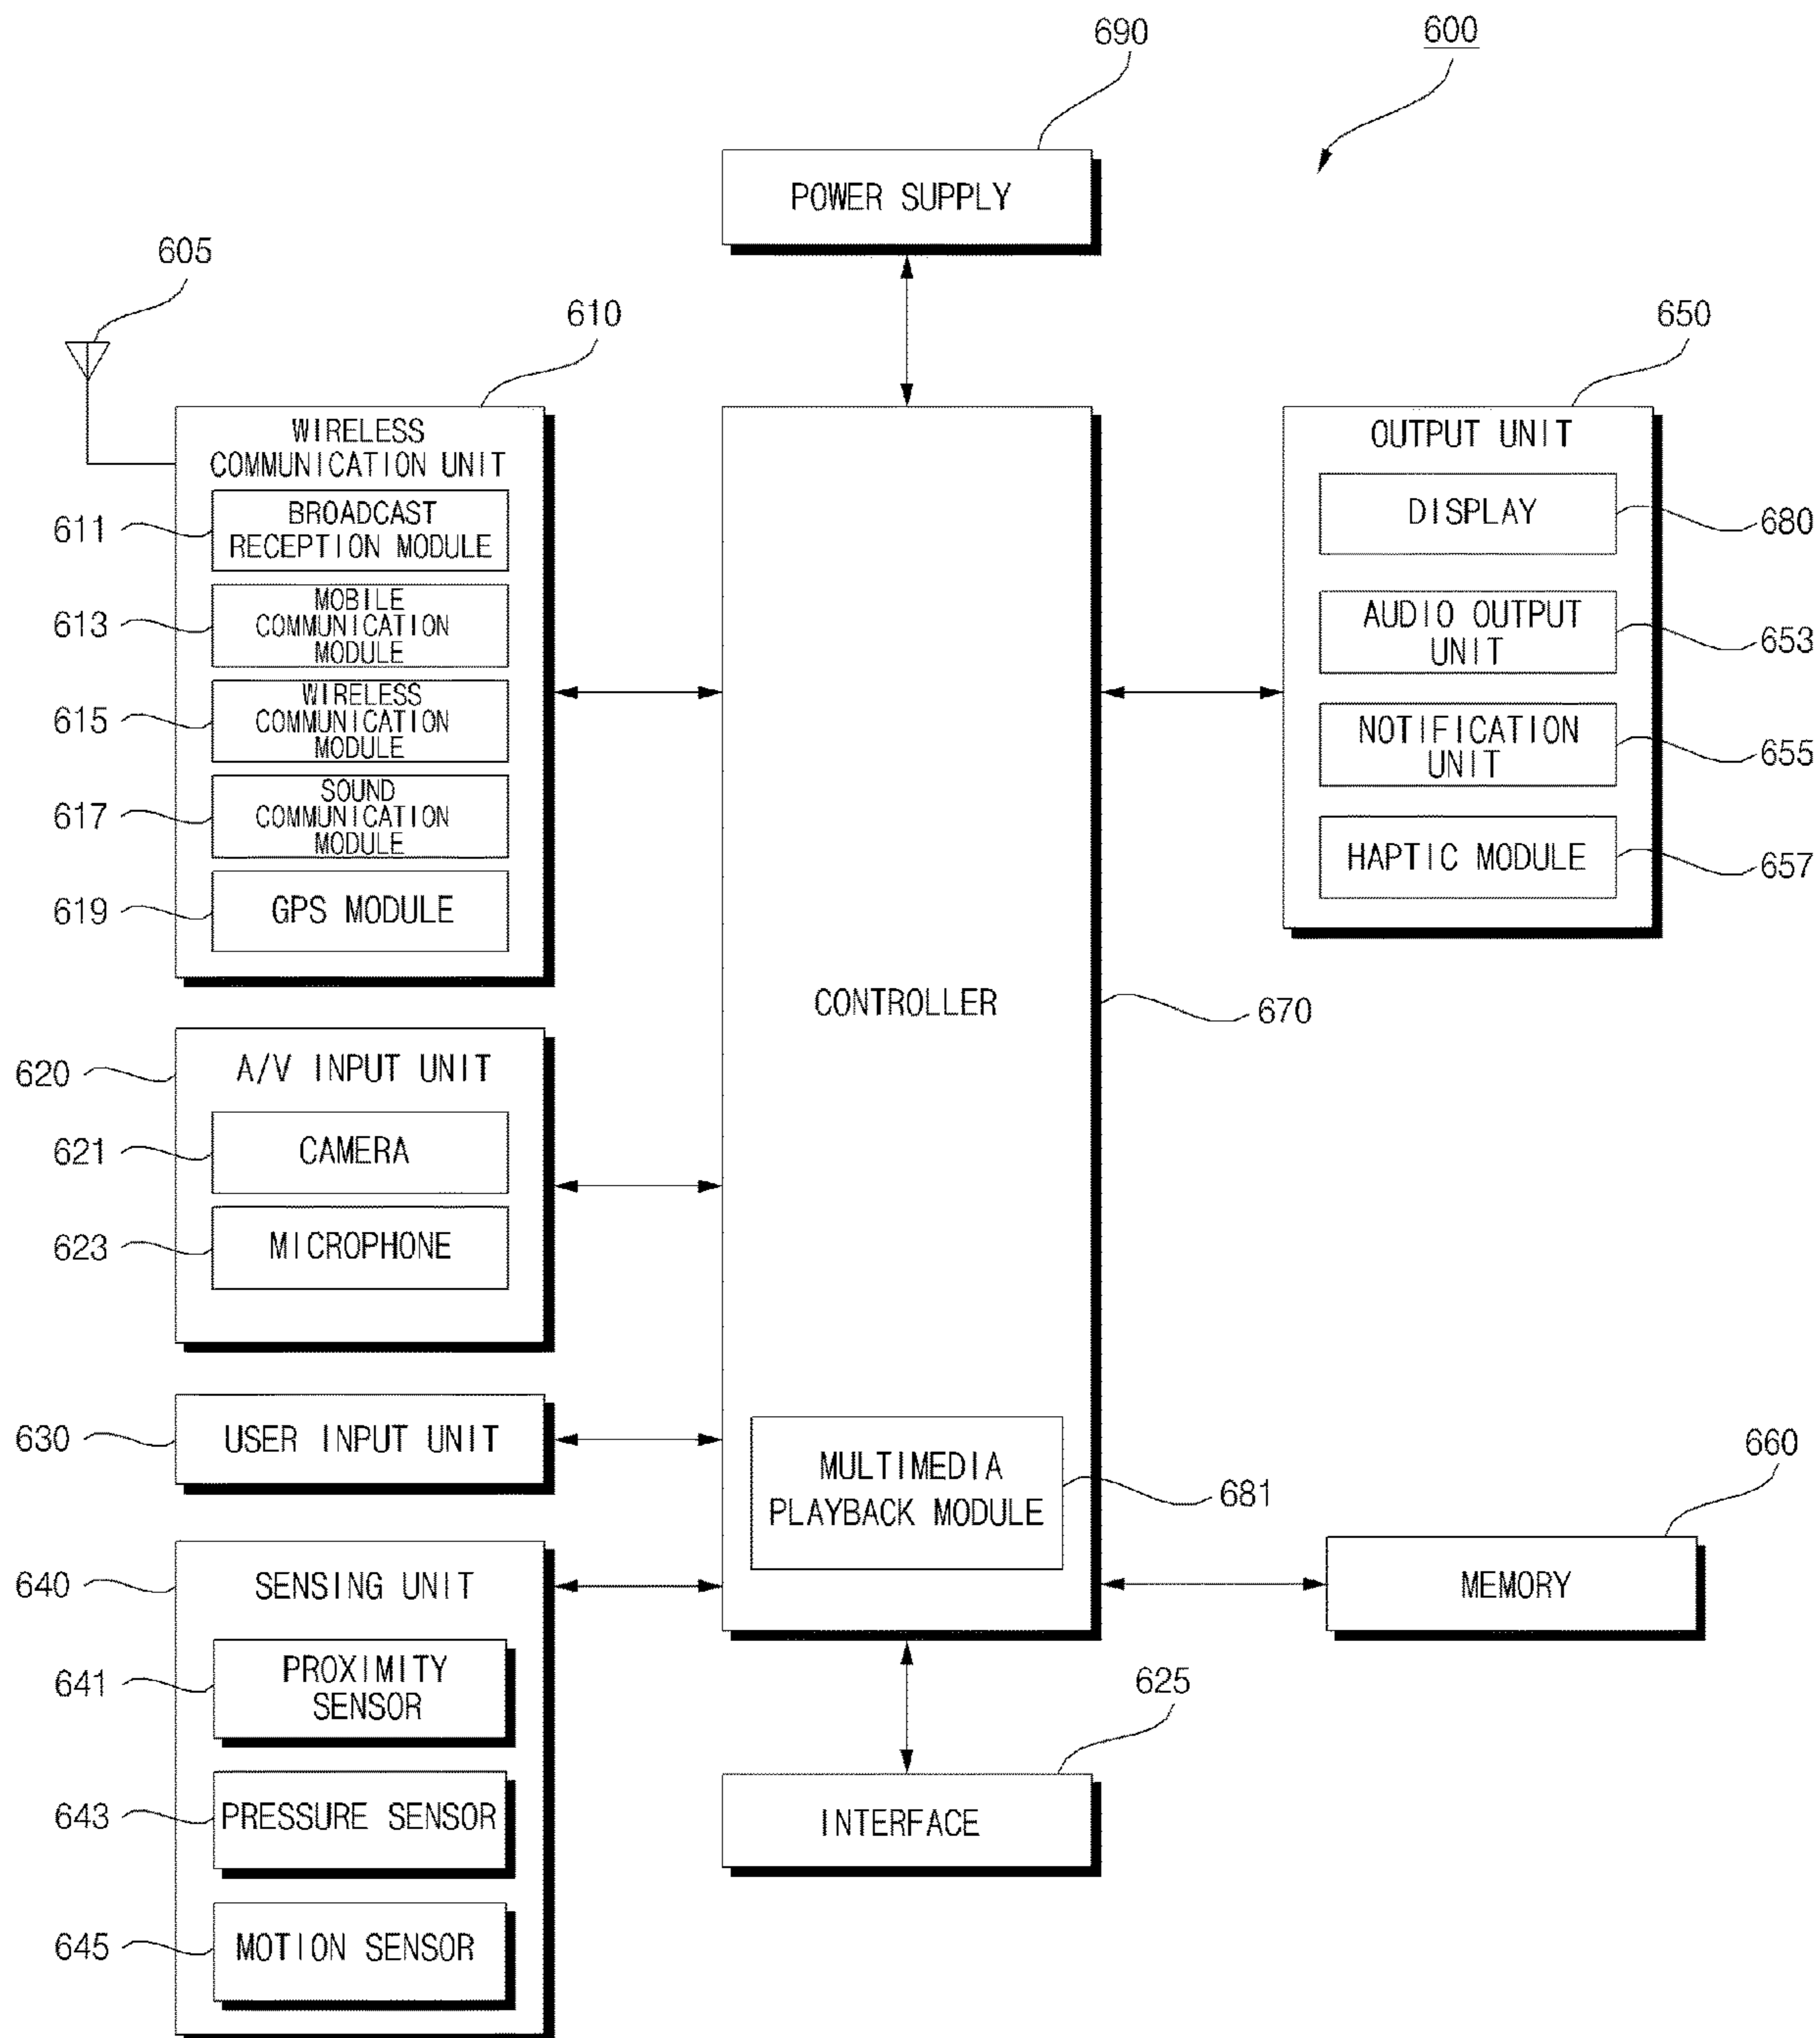 690
600
POWER SUPPLY
605
610
650
WIRELESS
COMMUNICATION UNIT
611
BROADCAST
RECEPTION MODULE
613
MOBILE
COMMUNICATION
MODULE
615
WIRELESS
COMMUNICATION
MODULE
617
SOUND
COMMUNICATION
MODULE
619
GPS MODULE
OUTPUT UNIT
DISPLAY
680
AUDIO OUTPUT
UNIT
653
NOTIFICATION
UNIT
655
HAPTIC MODULE
657
CONTROLLER
670
620
A/V INPUT UNIT
621
CAMERA
623
MICROPHONE
630
USER INPUT UNIT
MULTIMEDIA
PLAYBACK MODULE
681
660
MEMORY
640
SENSING UNIT
641
PROXIMITY
SENSOR
643
PRESSURE SENSOR
645
MOTION SENSOR
625
INTERFACE